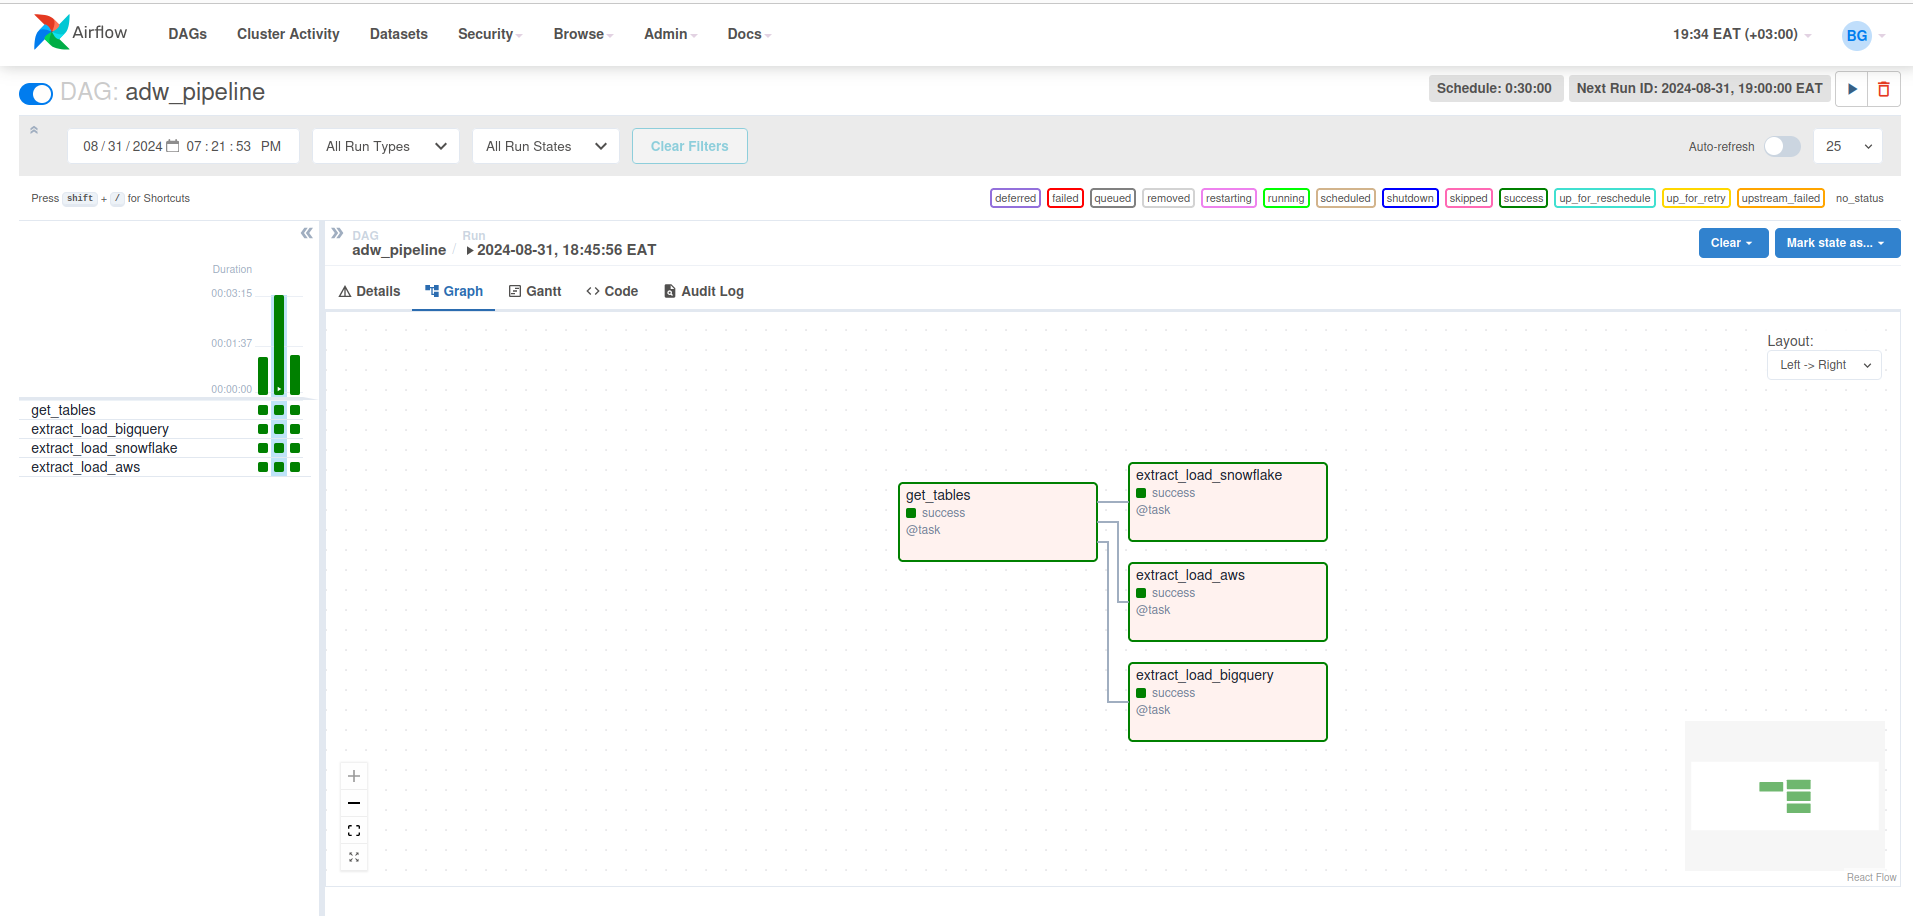 Airflow DAGs Cluster Activity Datasets Security Browse Admin Docs 19:34 EAT (+03:00) BG
DAG: adw_pipeline Schedule: 0:30:00 Next Run ID: 2024-08-31, 19:00:00 EAT
08/31/2024 07:21:53 PM All Run Types All Run States Clear Filters Auto-refresh 25
Press shift + / for Shortcuts deferred failed queued removed restarting running scheduled shutdown skipped success up_for_reschedule up_for_retry upstream_failed no_status
DAG Run
adw_pipeline / 2024-08-31, 18:45:56 EAT
Clear Mark state as...
Duration
00:03:15
00:01:37
00:00:00
get_tables
extract_load_bigquery
extract_load_snowflake
extract_load_aws
Details Graph Gantt Code Audit Log
Layout:
Left -> Right
get_tables
success
@task
extract_load_snowflake
success
@task
extract_load_aws
success
@task
extract_load_bigquery
success
@task
React Flow